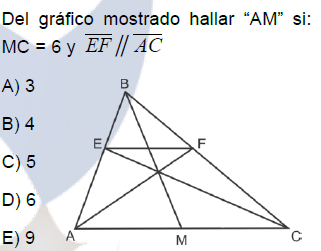 Del gráfico mostrado hallar “AM” si:
MC = 6 y EF // AC
A) 3
B) 4
C) 5
D) 6
E) 9
B
E
F
A
M
C